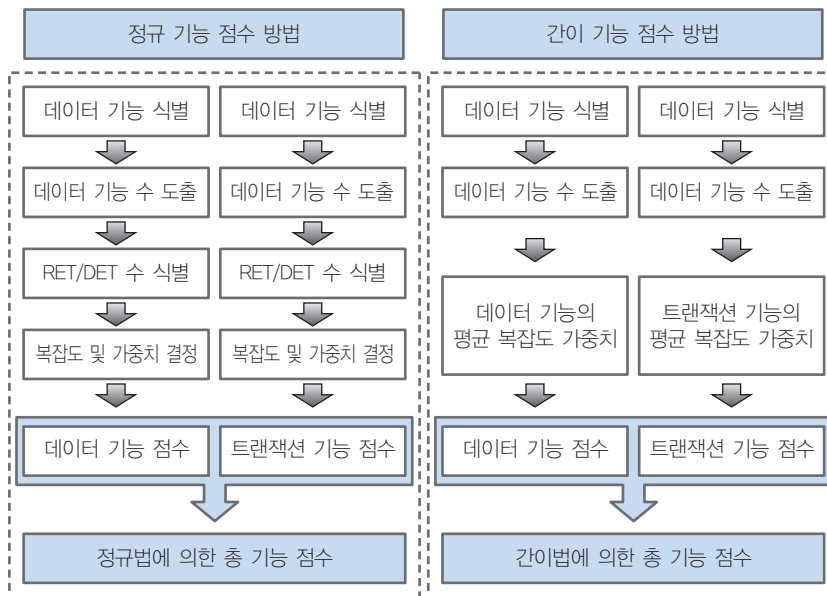 정규 기능 점수 방법
데이터 기능 식별
데이터 기능 식별
데이터 기능 수 도출
데이터 기능 수 도출
RET/DET 수 식별
RET/DET 수 식별
복잡도 및 가중치 결정
복잡도 및 가중치 결정
데이터 기능 점수
트랜잭션 기능 점수
정규법에 의한 총 기능 점수
간이 기능 점수 방법
데이터 기능 식별
데이터 기능 식별
데이터 기능 수 도출
데이터 기능 수 도출
데이터 기능의
평균 복잡도 가중치
트랜잭션 기능의
평균 복잡도 가중치
데이터 기능 점수
트랜잭션 기능 점수
간이법에 의한 총 기능 점수